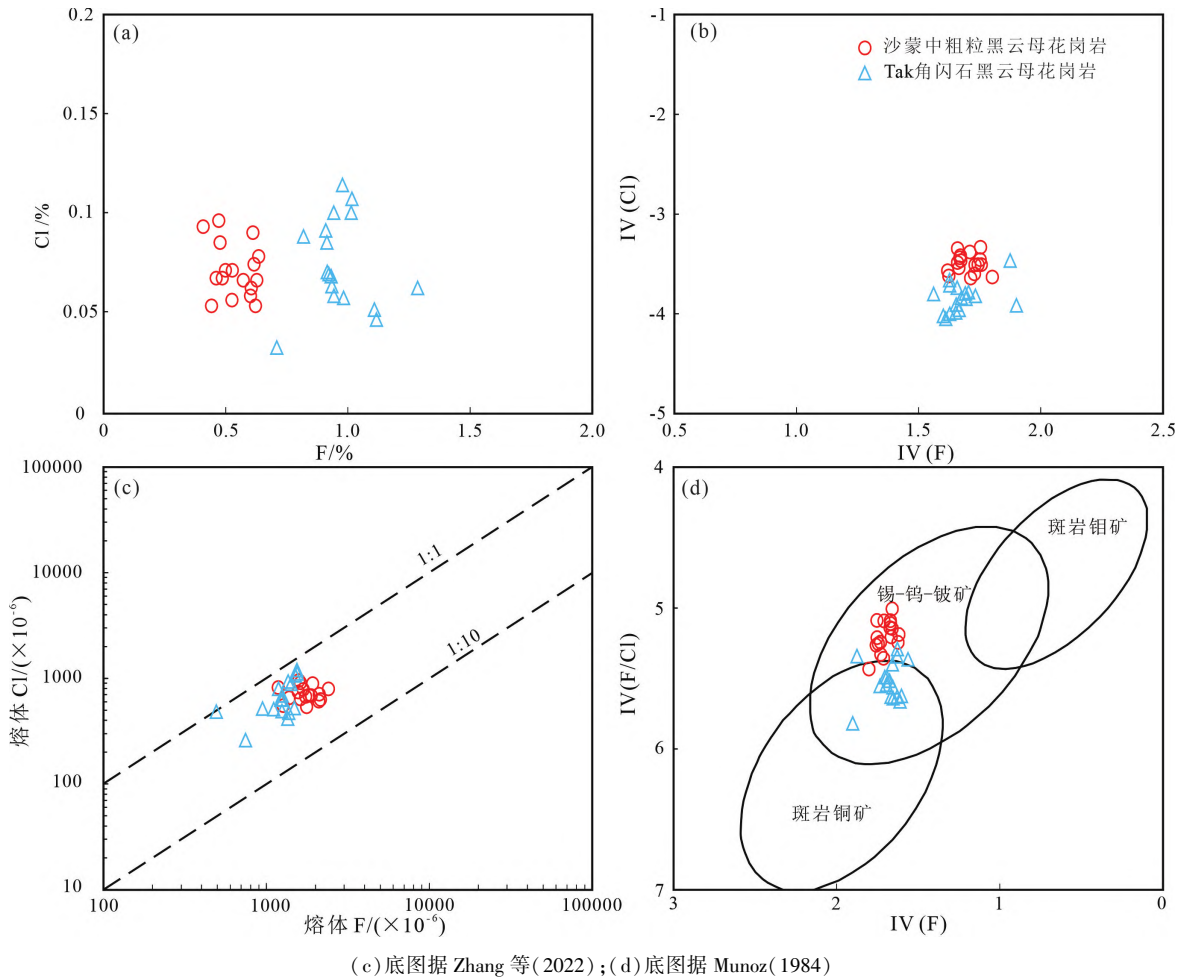 (a)
0.2
0.15
0.1
0.05
0
Cl/%
0
0.5
1.0
1.5
2.0
F/%
(b)
沙蒙中粗粒黑云母花岗岩
Tak角闪石黑云母花岗岩
-1
-2
-3
-4
-5
IV(Cl)
0.5
1.0
1.5
2.0
2.5
IV(F)
(c)
100000
10000
1000
100
10
熔体 Cl/(×10⁻⁶)
1:1
1:10
100
1000
10000
100000
熔体 F/(×10⁻⁶)
(d)
4
5
6
7
IV(F/Cl)
斑岩钼矿
锡-钨-铍矿
斑岩铜矿
3
2
1
0
IV(F)
(c)底图据 Zhang 等(2022);(d)底图据 Munoz(1984)